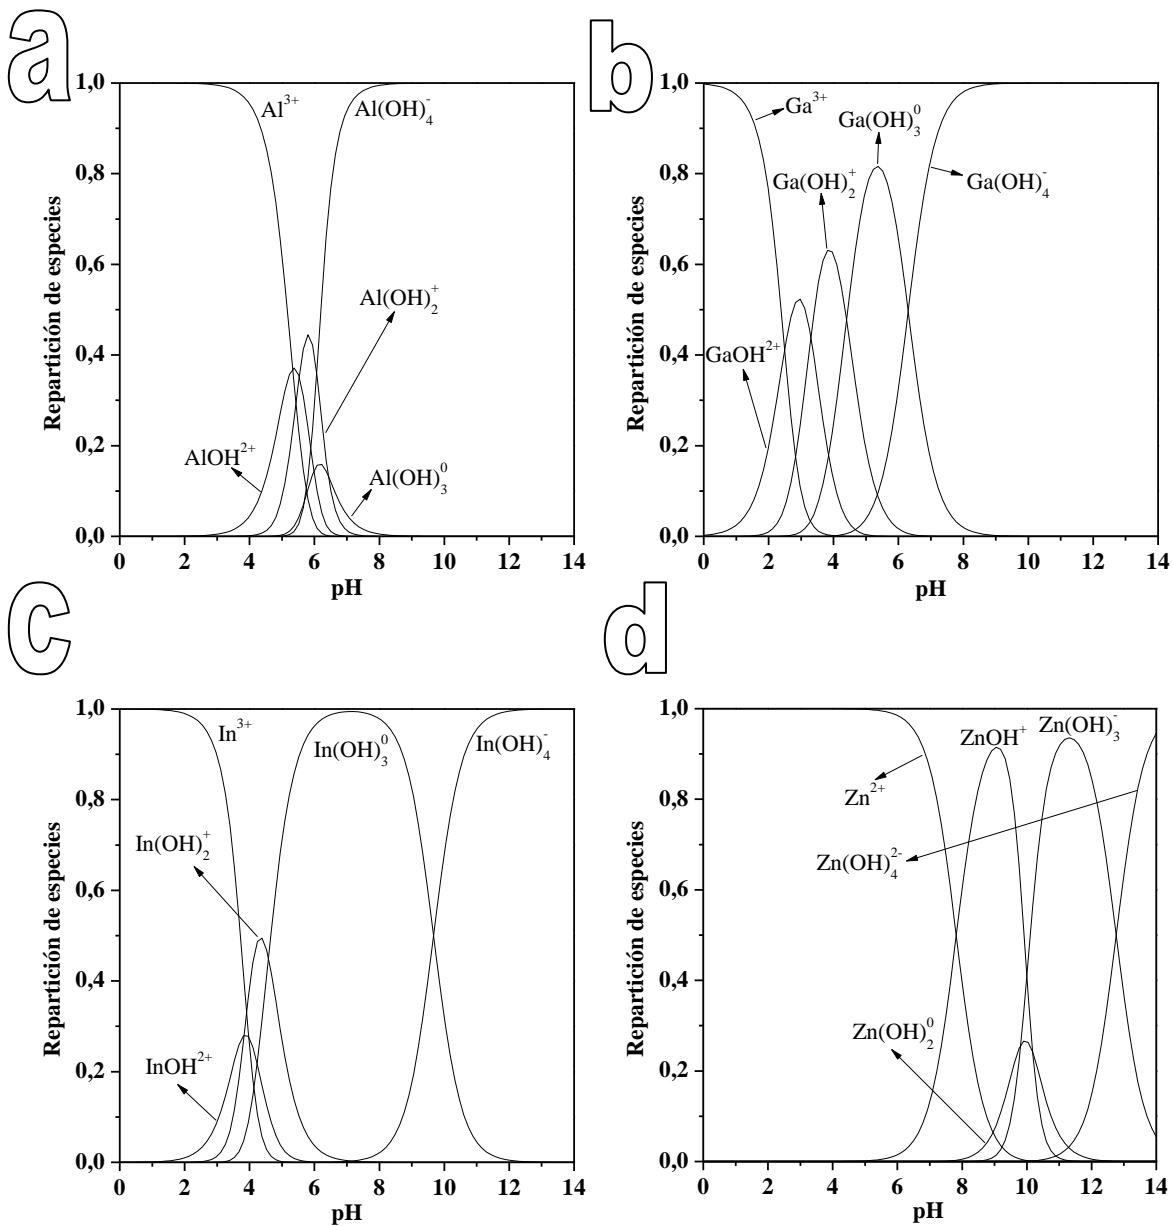 a
1,0
0,8
0,6
0,4
0,2
0,0
Repartición de especies
Al³⁺
Al(OH)₄⁻
Al(OH)₂⁺
AlOH²⁺
Al(OH)₃⁰
0 2 4 6 8 10 12 14
pH
b
1,0
0,8
0,6
0,4
0,2
0,0
Repartición de especies
Ga³⁺
Ga(OH)₃⁰
Ga(OH)₂⁺
Ga(OH)₄⁻
GaOH²⁺
0 2 4 6 8 10 12 14
pH
c
1,0
0,8
0,6
0,4
0,2
0,0
Repartición de especies
In³⁺
In(OH)₃⁰
In(OH)₄⁻
In(OH)₂⁺
InOH²⁺
0 2 4 6 8 10 12 14
pH
d
1,0
0,8
0,6
0,4
0,2
0,0
Repartición de especies
ZnOH⁺
Zn(OH)₃⁻
Zn²⁺
Zn(OH)₄²⁻
Zn(OH)₂⁰
0 2 4 6 8 10 12 14
pH